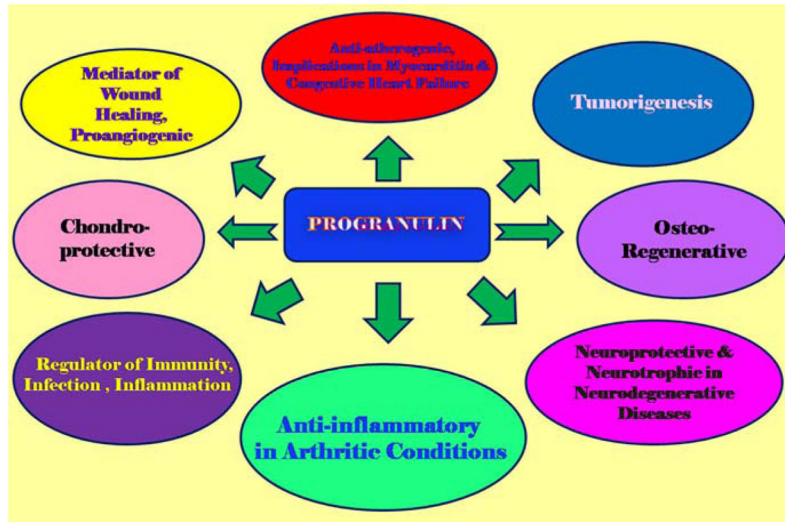 Anti-atherogenic,
Implications in Myocarditis &
Congestive Heart Failure
Mediator of
Wound
Healing,
Proangiogenic
Tumorigenesis
PROGRANULIN
Chondro-
protective
Osteo-
Regenerative
Regulator of Immunity,
Infection , Inflammation
Neuroprotective &
Neurotrophic in
Neurodegenerative
Diseases
Anti-inflammatory
in Arthritic Conditions